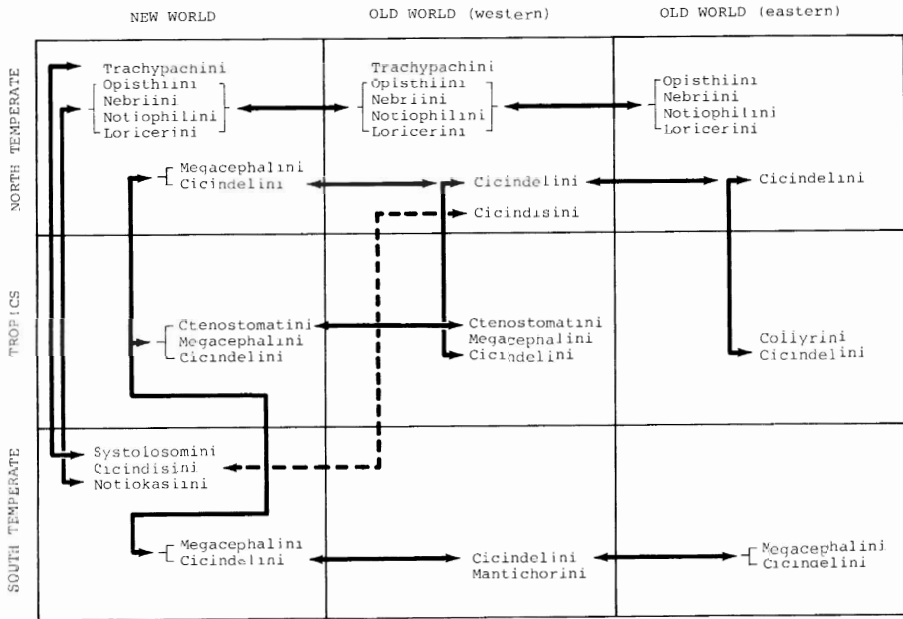 NEW WORLD
OLD WORLD (western)
OLD WORLD (eastern)
NORTH TEMPERATE
Trachypachini
Opisthiini
Nebriini
Notiophilini
Loricerini
Trachypachini
Opisthiini
Nebriini
Notiophilini
Loricerini
Opisthiini
Nebriini
Notiophilini
Loricerini
Megacephalini
Cicindelini
Cicindelini
Cicindisini
Cicindelini
TROPICS
Ctenostomatini
Megacephalini
Cicindelini
Ctenostomatini
Megacephalini
Cicindelini
Collyrini
Cicindelini
SOUTH TEMPERATE
Systolosomini
Cicindisini
Notiokasiini
Megacephalini
Cicindelini
Cicindelini
Mantichorini
Megacephalini
Cicindelini